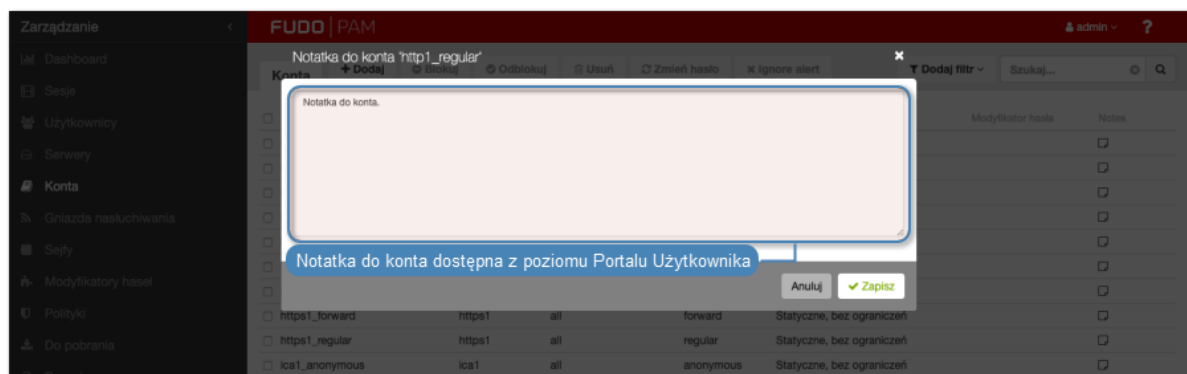 Zarządzanie <
FUDO PAM
admin ?
Dashboard
Sesje
Użytkownicy
Serwery
Konta
Gniazda nasłuchiwania
Sejfy
Modyfikatory haseł
Polityki
Do pobrania
Notatka do konta 'http1_regular'
Konta + Dodaj Blokuj Odblokuj Usuń Zmień hasło Ignore alert Dodaj filtr Szukaj...
Modyfikator hasła Notes
Notatka do konta.
Notatka do konta dostępna z poziomu Portalu Użytkownika
Anuluj Zapisz
https1_forward https1 all forward Statyczne, bez ograniczeń
https1_regular https1 all regular Statyczne, bez ograniczeń
ica1_anonymous ica1 all anonymous Statyczne, bez ograniczeń